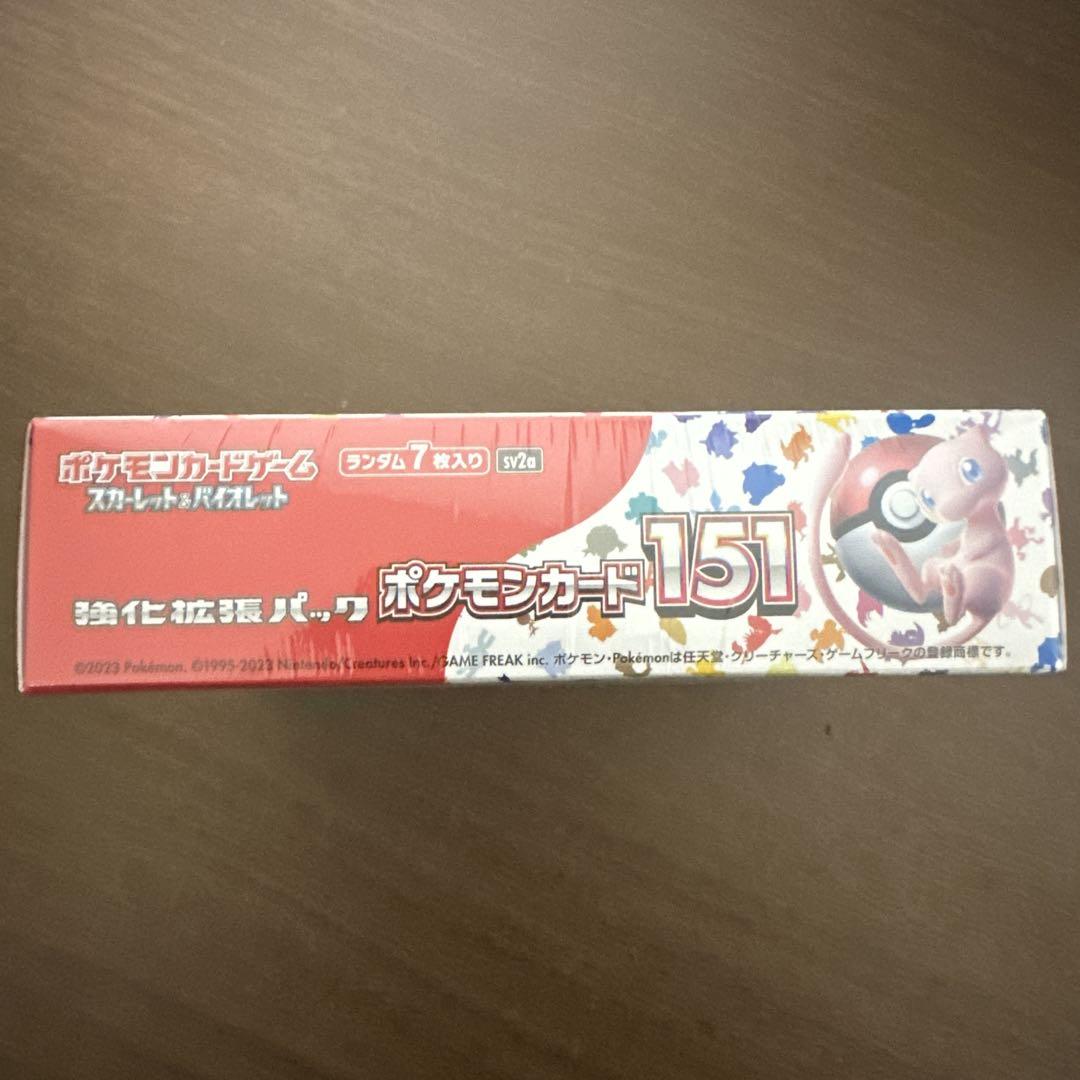 ポケモンカードゲーム
スカーレット&バイオレット
ランダム7枚入り
SV2a
強化拡張パック
ポケモンカード151
©2023 Pokémon. ©1995-2023 Nintendo/Creatures Inc./GAME FREAK inc. ポケモン・Pokémonは任天堂・クリーチャーズ・ゲームフリークの登録商標です。